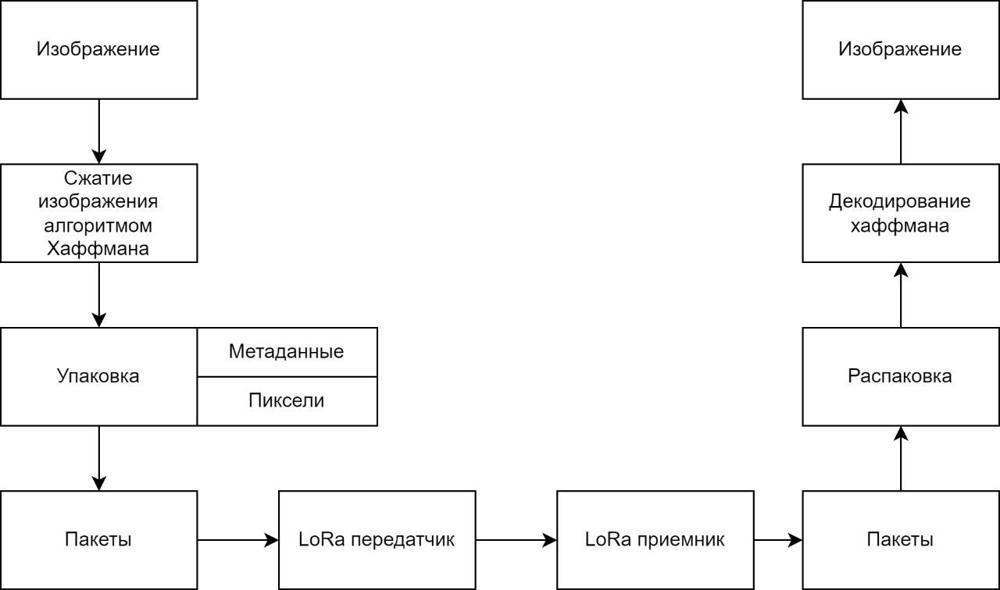 Изображение
Сжатие
изображения
алгоритмом
Хаффмана
Упаковка
Метаданные
Пиксели
Пакеты
LoRa передатчик
LoRa приемник
Пакеты
Распаковка
Декодирование
хаффмана
Изображение